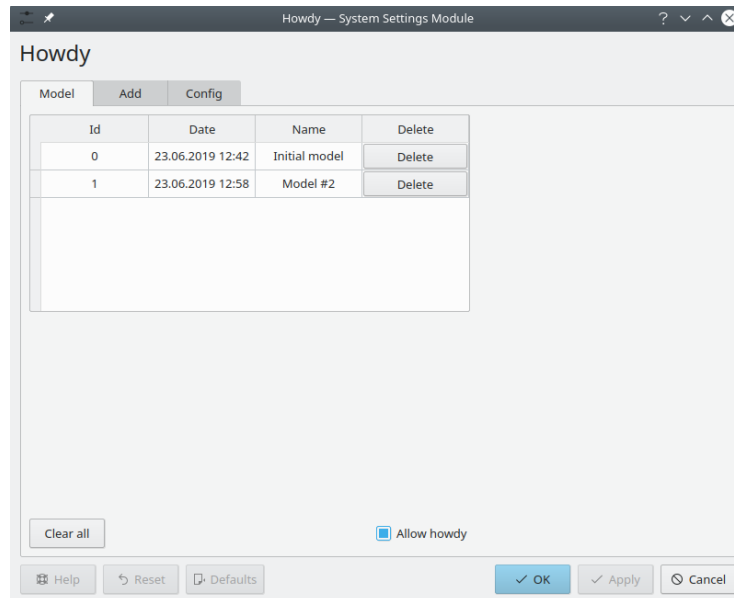 Howdy — System Settings Module
Howdy
Model Add Config
Id Date Name Delete
0 23.06.2019 12:42 Initial model Delete
1 23.06.2019 12:58 Model #2 Delete
Clear all Allow howdy
Help Reset Defaults OK Apply Cancel